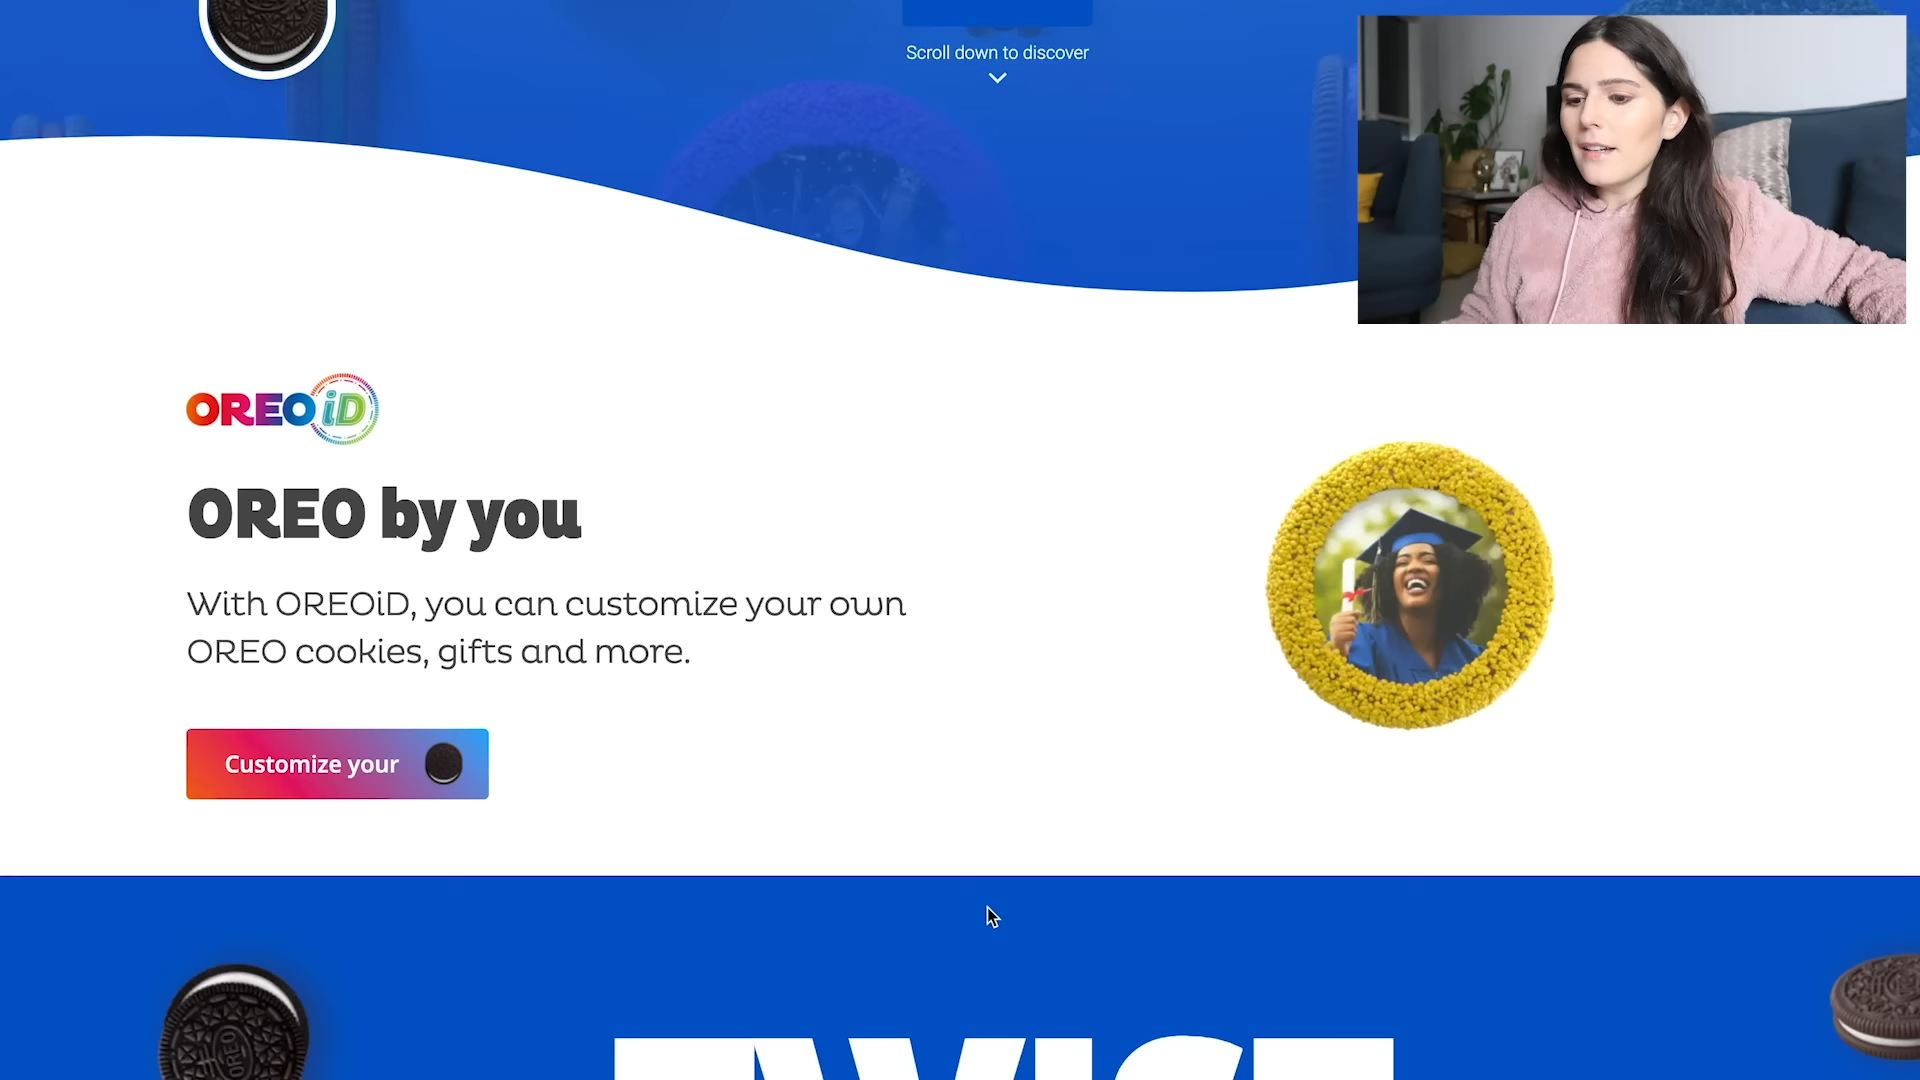 Scroll down to discover
OREOiD
OREO by you
With OREOiD, you can customize your own
OREO cookies, gifts and more.
Customize your
OREO